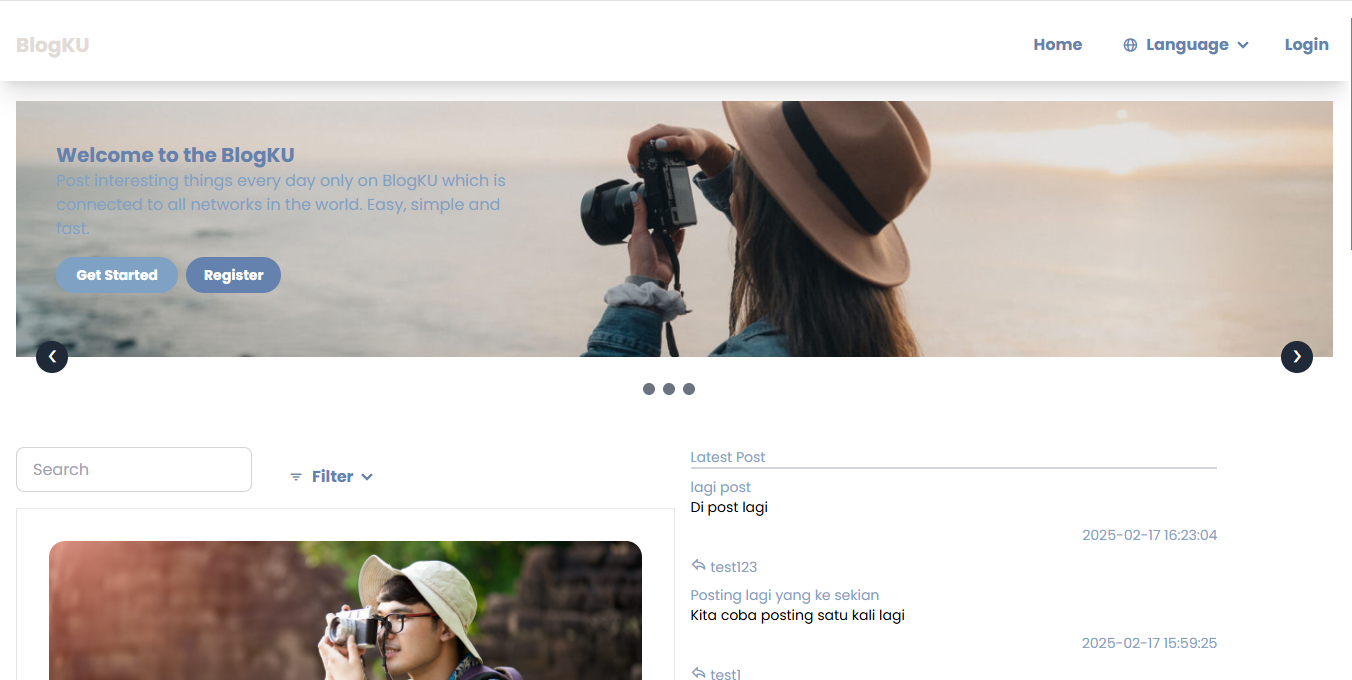 BlogKU
Home
Language
Login
Welcome to the BlogKU
Post interesting things every day only on BlogKU which is
connected to all networks in the world. Easy, simple and
fast.
Get Started
Register
Search
Filter
Latest Post
lagi post
Di post lagi
2025-02-17 16:23:04
test123
Posting lagi yang ke sekian
Kita coba posting satu kali lagi
2025-02-17 15:59:25
test1